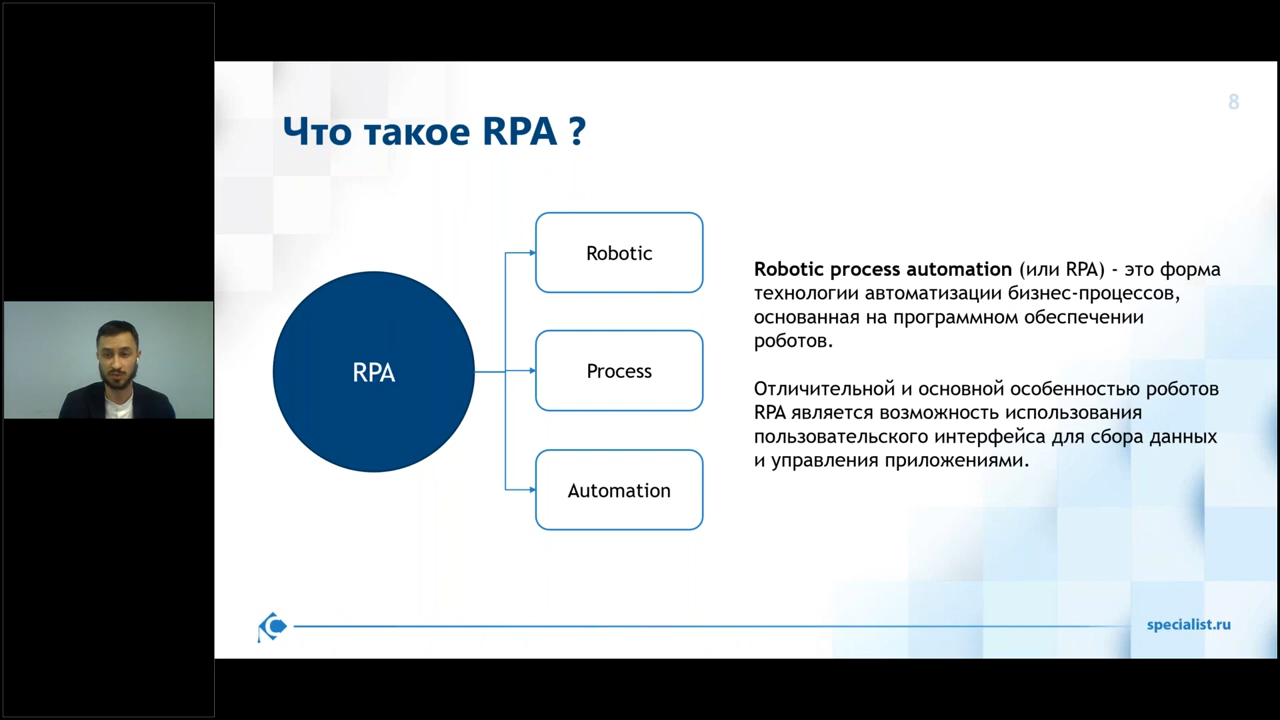 8
Что такое RPA ?
RPA
Robotic
Process
Automation
Robotic process automation (или RPA) - это форма
технологии автоматизации бизнес-процессов,
основанная на программном обеспечении
роботов.
Отличительной и основной особенностью роботов
RPA является возможность использования
пользовательского интерфейса для сбора данных
и управления приложениями.
specialist.ru